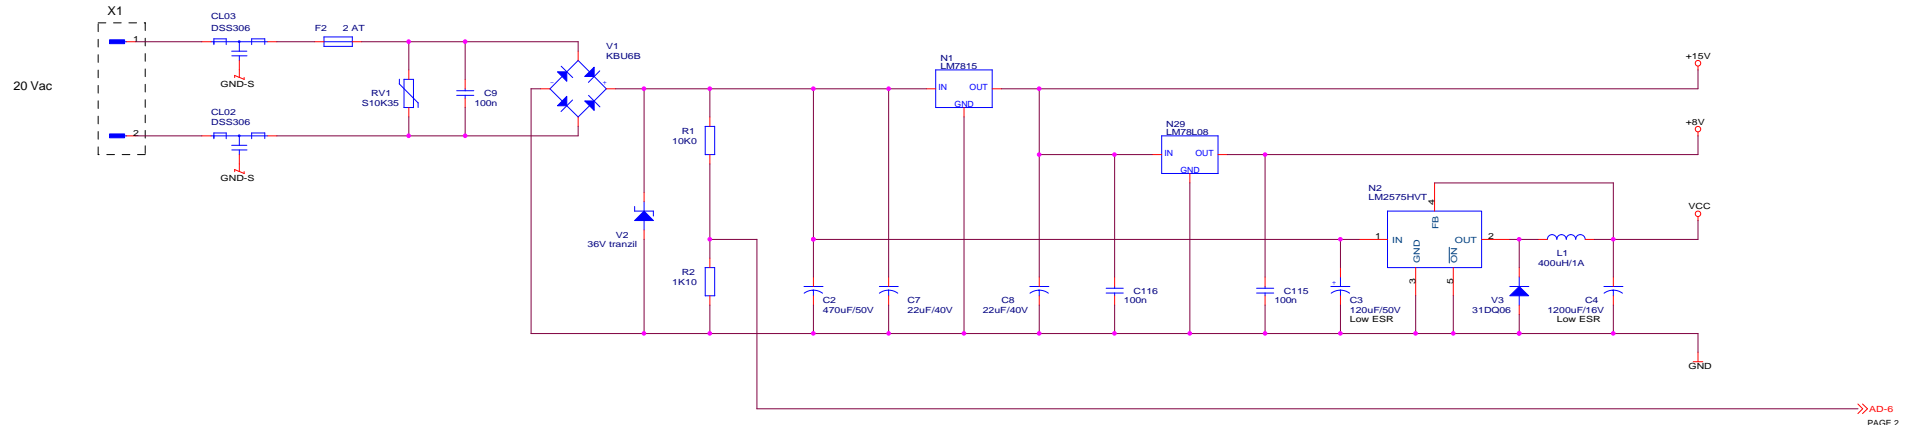 X1
1
2
20 Vac
CL03
DSS306
GND-S
CL02
DSS306
GND-S
F2 2 AT
RV1
S10K35
C9
100n
V1
KBU6B
-
+
V2
36V tranzil
R1
10K0
R2
1K10
C2
470uF/50V
C7
22uF/40V
N1
LM7815
IN OUT
GND
C8
22uF/40V
C116
100n
N29
LM78L08
IN OUT
GND
C115
100n
+
C3
120uF/50V
Low ESR
N2
LM2575HVT
4
FB
1 IN OUT 2
GND
ON
3
5
V3
31DQ06
L1
400uH/1A
C4
1200uF/16V
Low ESR
+15V
+8V
VCC
GND
AD-6
PAGE 2